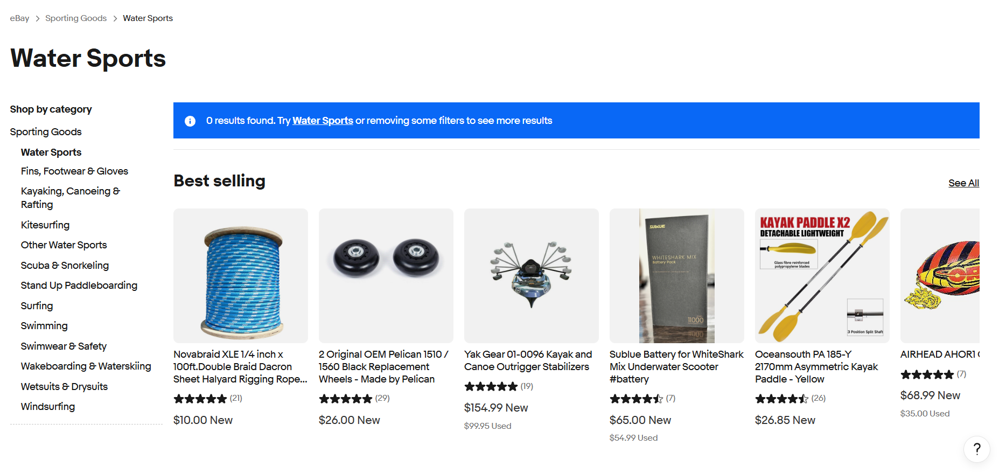 eBay > Sporting Goods > Water Sports
Water Sports
Shop by category
Sporting Goods
Water Sports
Fins, Footwear & Gloves
Kayaking, Canoeing &
Rafting
Kitesurfing
Other Water Sports
Scuba & Snorkeling
Stand Up Paddleboarding
Surfing
Swimming
Swimwear & Safety
Wakeboarding & Waterskiing
Wetsuits & Drysuits
Windsurfing
0 results found. Try Water Sports or removing some filters to see more results
Best selling
See All
Novabraid XLE 1/4 inch x
100ft.Double Braid Dacron
Sheet Halyard Rigging Rope...
(21)
$10.00 New
2 Original OEM Pelican 1510 /
1560 Black Replacement
Wheels - Made by Pelican
(29)
$26.00 New
Yak Gear 01-0096 Kayak and
Canoe Outrigger Stabilizers
(19)
$154.99 New
$99.95 Used
SUBLUE
WHITESHARK MIX
Battery Pack
11000
Sublue Battery for WhiteShark
Mix Underwater Scooter
#battery
(7)
$65.00 New
$54.99 Used
KAYAK PADDLE X2
DETACHABLE LIGHTWEIGHT
Glass fibre reinforced
polypropylene blades
3 Position Split Shaft
Oceansouth PA 185-Y
2170mm Asymmetric Kayak
Paddle - Yellow
(26)
$26.85 New
AIRHEAD AHOR1
(7)
$68.99 New
$35.00 Used
?